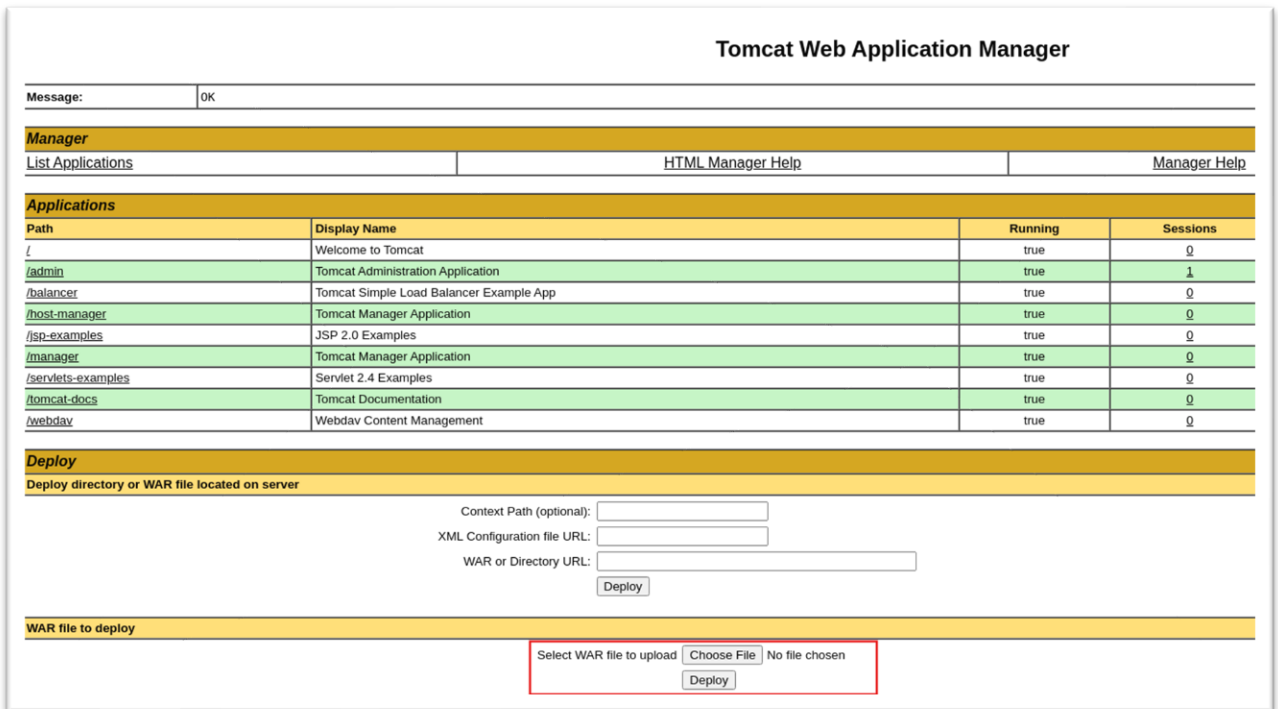 Tomcat Web Application Manager
Message: OK
Manager
List Applications HTML Manager Help Manager Help
Applications
Path Display Name Running Sessions
/ Welcome to Tomcat true 0
/admin Tomcat Administration Application true 1
/balancer Tomcat Simple Load Balancer Example App true 0
/host-manager Tomcat Manager Application true 0
/jsp-examples JSP 2.0 Examples true 0
/manager Tomcat Manager Application true 0
/servlets-examples Servlet 2.4 Examples true 0
/tomcat-docs Tomcat Documentation true 0
/webdav Webdav Content Management true 0
Deploy
Deploy directory or WAR file located on server
Context Path (optional):
XML Configuration file URL:
WAR or Directory URL:
Deploy
WAR file to deploy
Select WAR file to upload Choose File No file chosen
Deploy